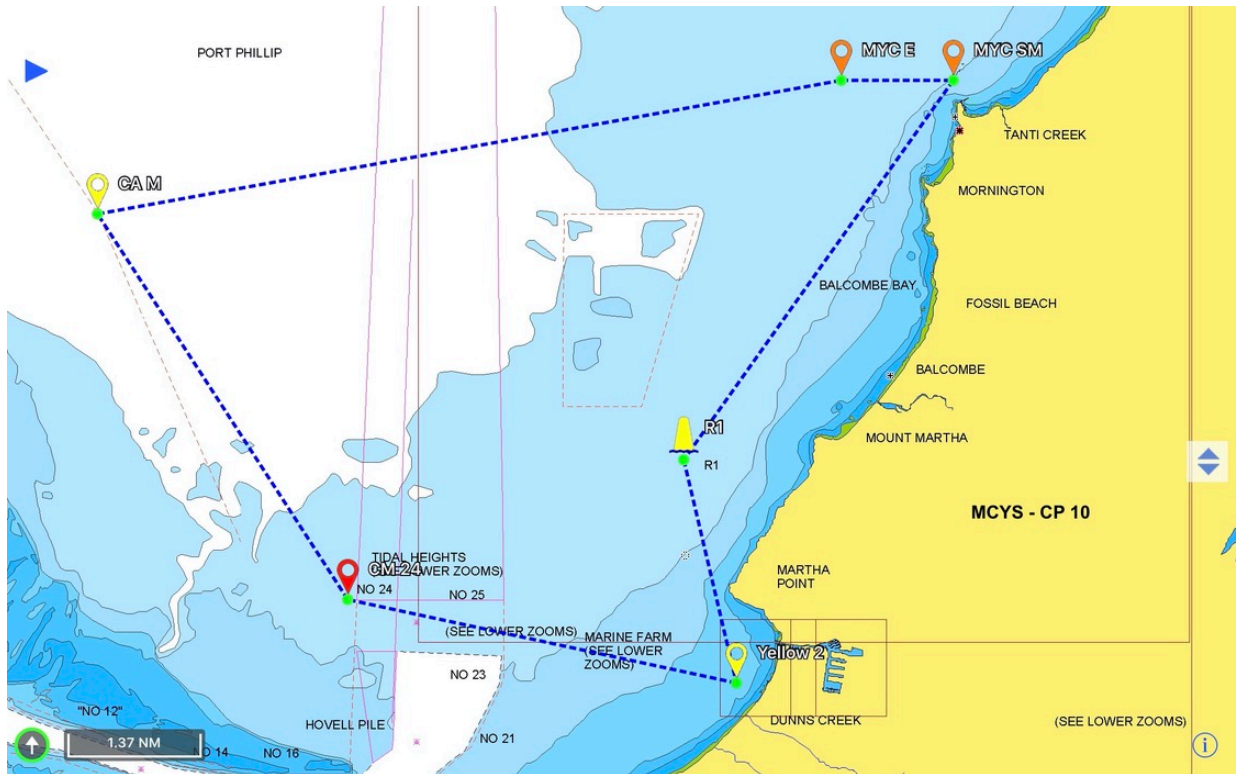 MYC E
MYC SM
PORT PHILLIP
TANTI CREEK
CA M
MORNINGTON
BALCOMBE BAY
FOSSIL BEACH
BALCOMBE
R1
MOUNT MARTHA
R1
MCYS - CP 10
TIDAL HEIGHTS
CM 24
LOWER ZOOMS)
MARTHA
POINT
NO 24
NO 25
(SEE LOWER ZOOMS)
MARINE FARM
(SEE LOWER
ZOOMS)
Yellow 2
NO 23
"NO 12"
HOVELL PILE
DUNNS CREEK
(SEE LOWER ZOOMS)
1.37 NM
NO 14
NO 16
NO 21